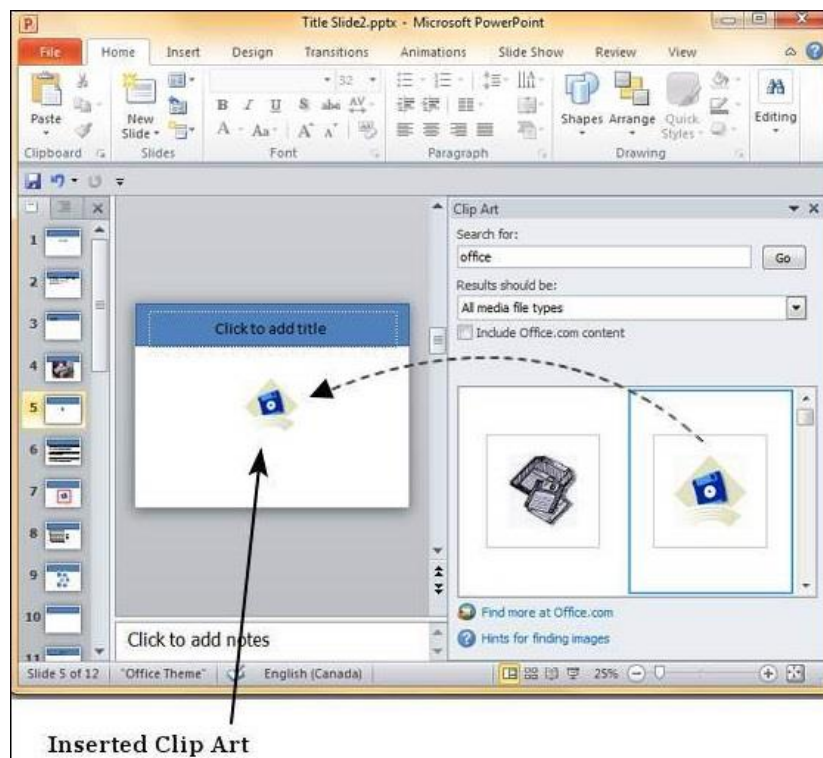 P
Title Slide2.pptx - Microsoft PowerPoint
File Home Insert Design Transitions Animations Slide Show Review View
Paste
New Slide
32
B I U S abc AV
A Aa A A
Shapes Arrange Quick Styles
Editing
Clipboard Slides Font Paragraph Drawing
1
2
3
4
5
6
7
8
9
10
11
Click to add title
Click to add notes
Clip Art
Search for:
office
Go
Results should be:
All media file types
Include Office.com content
Find more at Office.com
Hints for finding images
Slide 5 of 12 "Office Theme" English (Canada) 25%
Inserted Clip Art